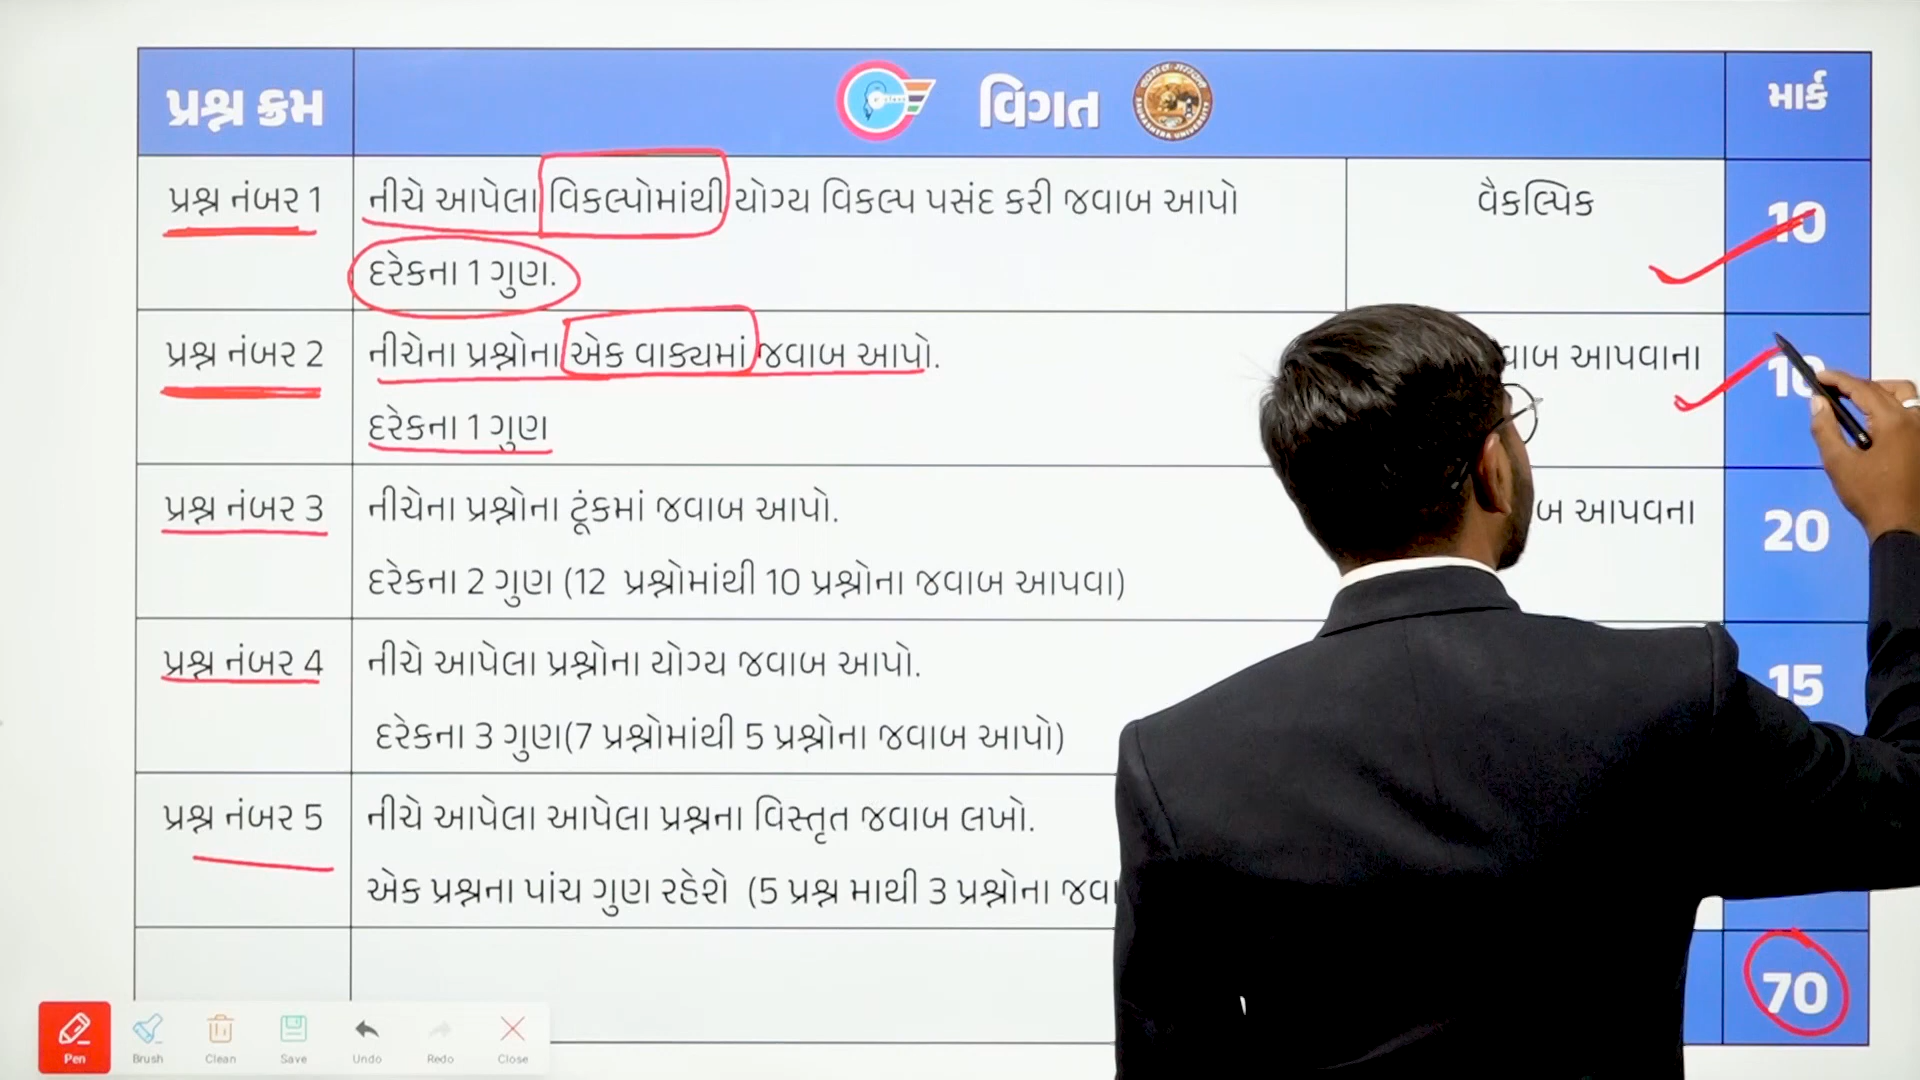 પ્રશ્ન ક્રમ
વિગત
માર્ક
પ્રશ્ન નંબર 1
નીચે આપેલા વિકલ્પોમાંથી યોગ્ય વિકલ્પ પસંદ કરી જવાબ આપો
દરેકના 1 ગુણ.
વૈકલ્પિક
10
પ્રશ્ન નંબર 2
નીચેના પ્રશ્નોના એક વાક્યમાં જવાબ આપો.
દરેકના 1 ગુણ
આપવાના
10
પ્રશ્ન નંબર 3
નીચેના પ્રશ્નોના ટૂંકમાં જવાબ આપો.
દરેકના 2 ગુણ (12 પ્રશ્નોમાંથી 10 પ્રશ્નોના જવાબ આપવા)
આપવના
20
પ્રશ્ન નંબર 4
નીચે આપેલા પ્રશ્નોના યોગ્ય જવાબ આપો.
દરેકના 3 ગુણ(7 પ્રશ્નોમાંથી 5 પ્રશ્નોના જવાબ આપો)
15
પ્રશ્ન નંબર 5
નીચે આપેલા આપેલા પ્રશ્નના વિસ્તૃત જવાબ લખો.
એક પ્રશ્નના પાંચ ગુણ રહેશે (5 પ્રશ્ન માથી 3 પ્રશ્નોના
70
Pen
Brush
Clean
Save
Undo
Redo
Close